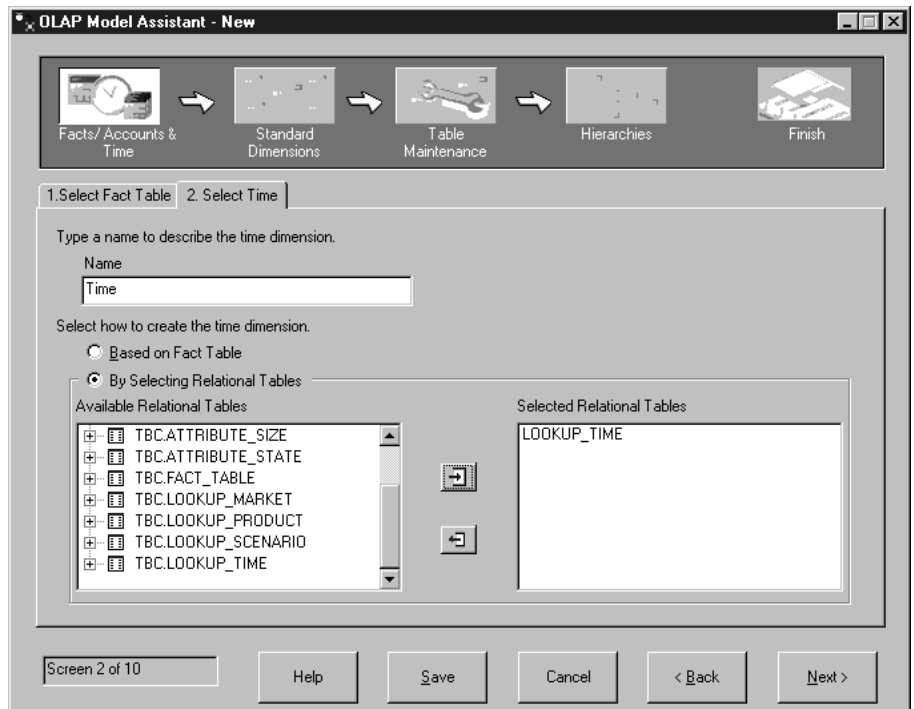 OLAP Model Assistant - New
Facts/ Accounts & Time
Standard Dimensions
Table Maintenance
Hierarchies
Finish
1.Select Fact Table
2. Select Time
Type a name to describe the time dimension.
Name
Time
Select how to create the time dimension.
Based on Fact Table
By Selecting Relational Tables
Available Relational Tables
Selected Relational Tables
TBC.ATTRIBUTE_SIZE
TBC.ATTRIBUTE_STATE
TBC.FACT_TABLE
TBC.LOOKUP_MARKET
TBC.LOOKUP_PRODUCT
TBC.LOOKUP_SCENARIO
TBC.LOOKUP_TIME
LOOKUP_TIME
Screen 2 of 10
Help
Save
Cancel
< Back
Next >